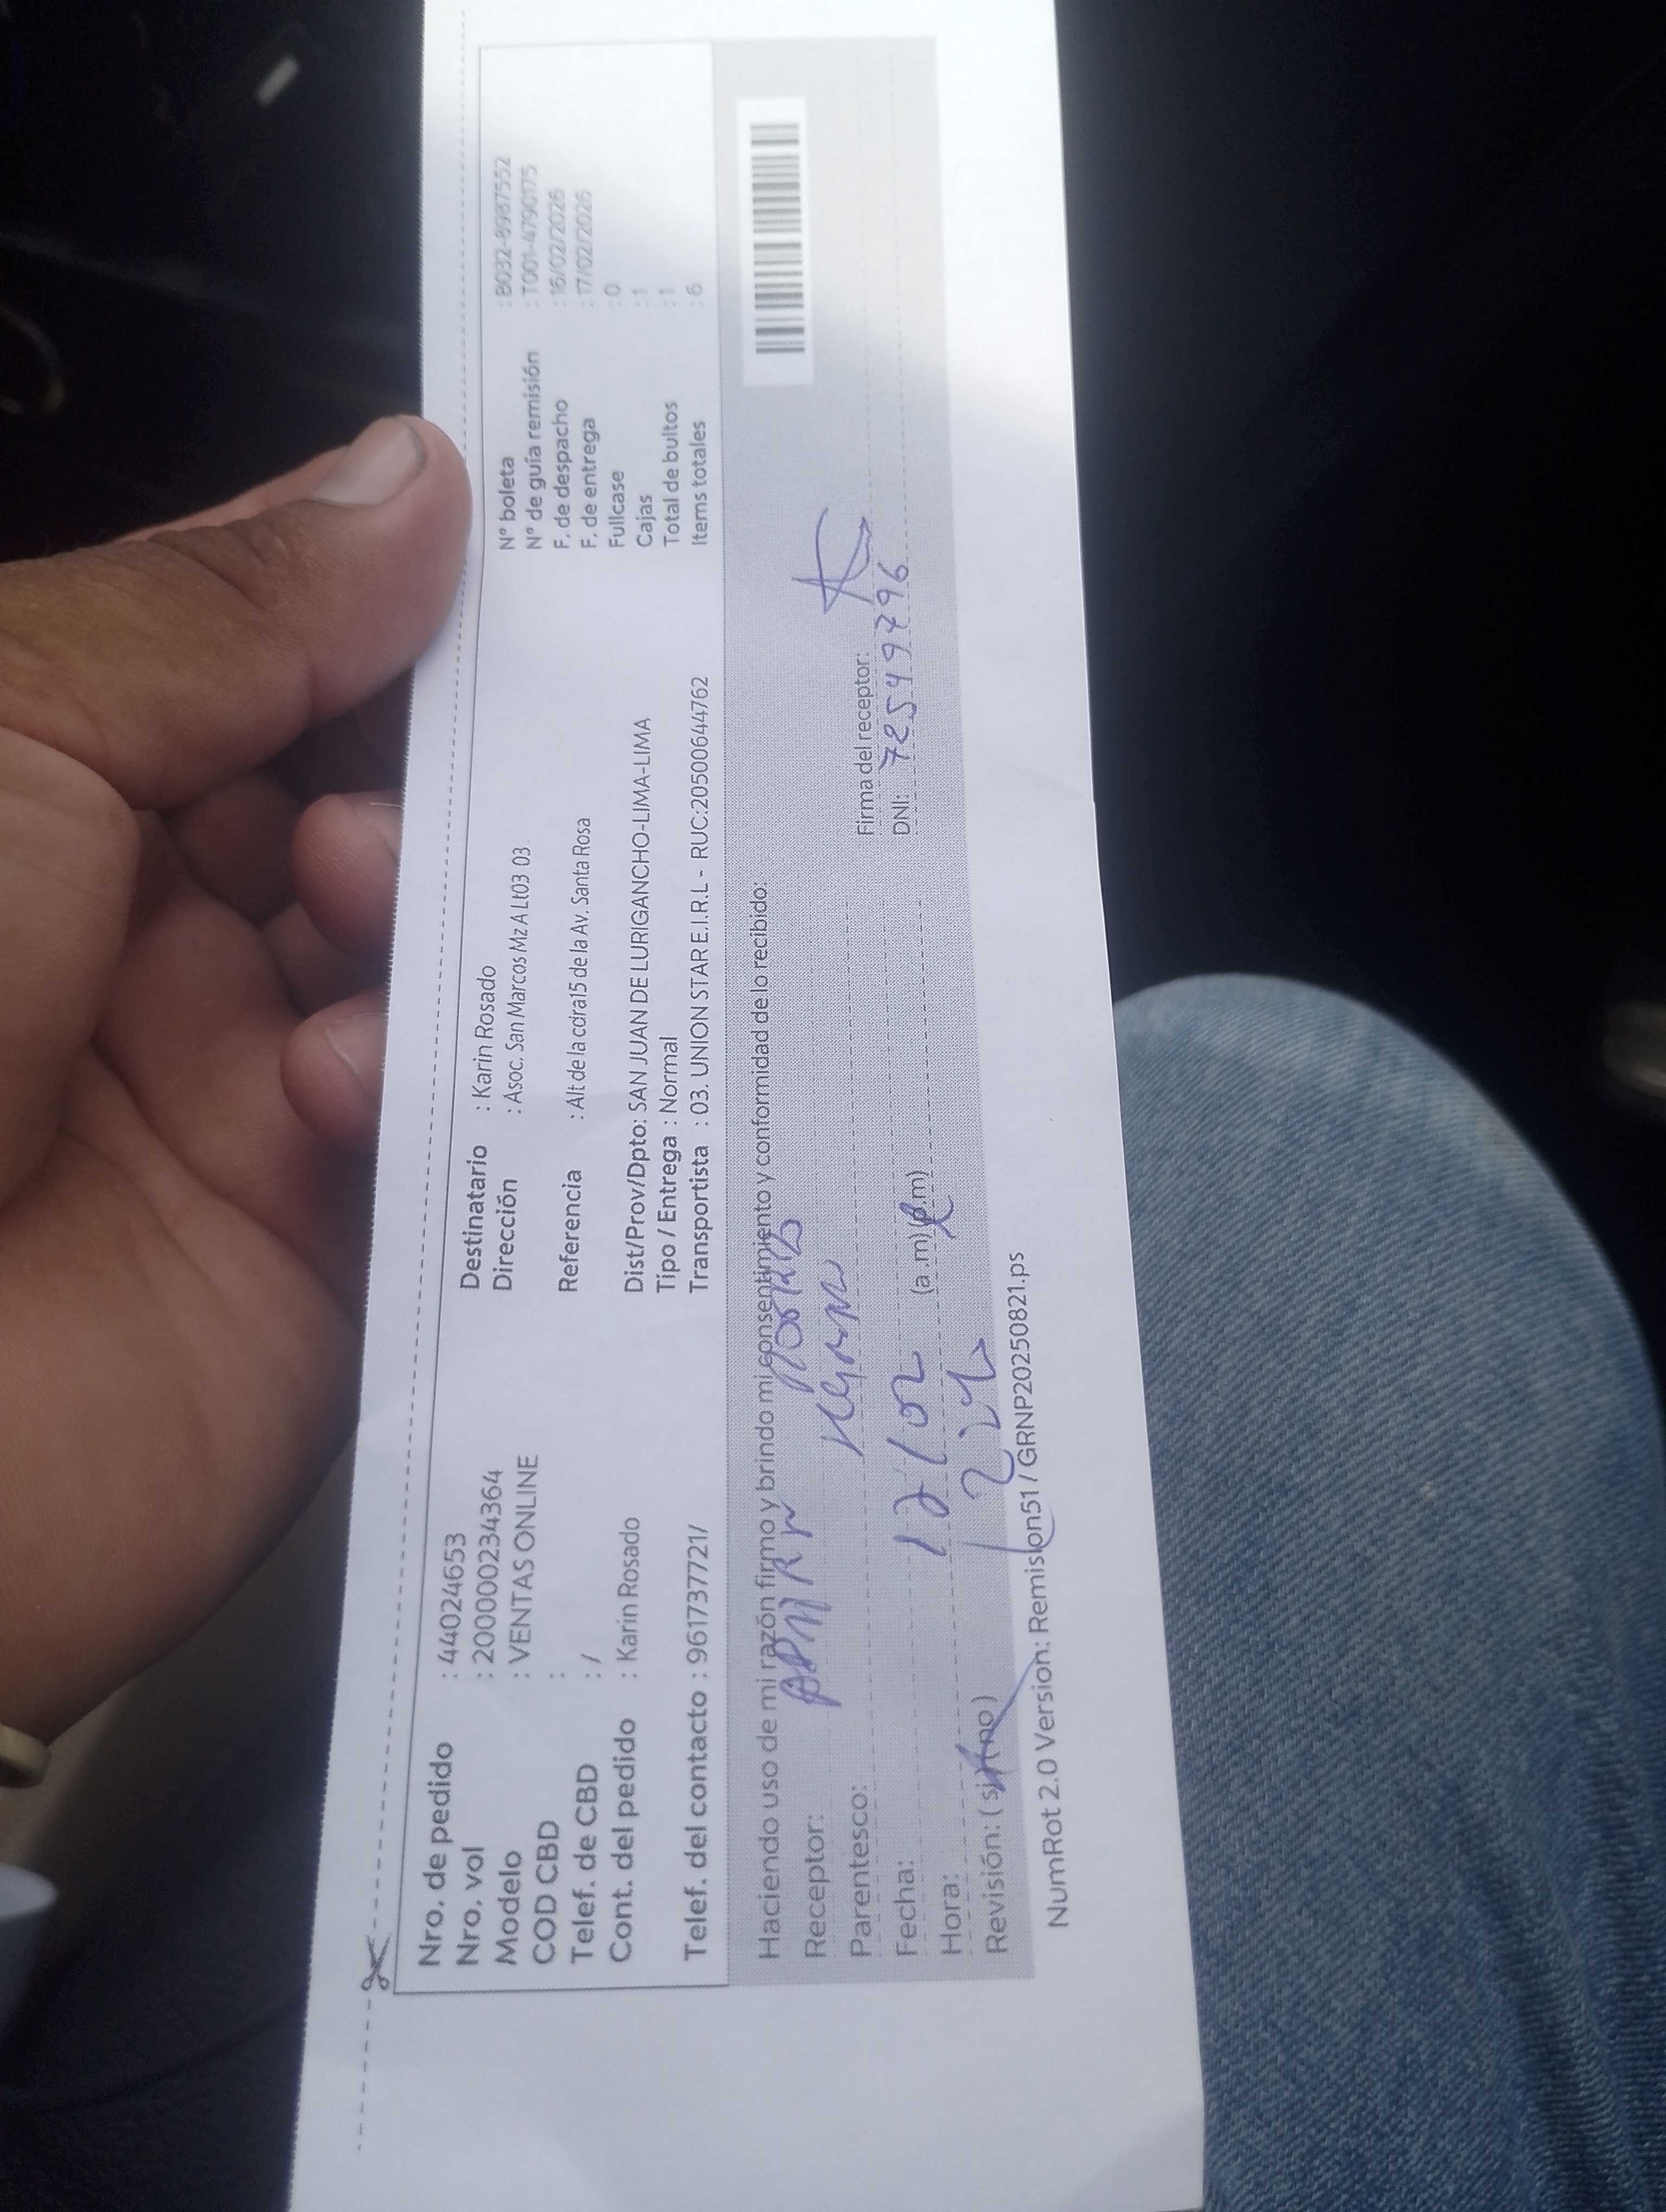 Nro. de pedido : 44024653
Nro. vol : 2000000234364
Modelo : VENTAS ONLINE
COD CBD :
Telef. de CBD : /
Cont. del pedido : Karin Rosado
Telef. del contacto : 961737721/
Destinatario : Karin Rosado
Dirección : Asoc. San Marcos Mz A Lt03 03
Referencia : Alt de la cdra15 de la Av. Santa Rosa
Dist/Prov/Dpto: SAN JUAN DE LURIGANCHO-LIMA-LIMA
Tipo / Entrega : Normal
Transportista : 03. UNION STAR E.I.R.L - RUC:20500644762
N° boleta : B032-8987552
N° de guía remisión : T001-4790175
F. de despacho : 16/02/2026
F. de entrega : 17/02/2026
Fullcase : 0
Cajas : 1
Total de bultos : 1
Items totales : 6
Haciendo uso de mi razón firmo y brindo mi consentimiento y conformidad de lo recibido:
Receptor:
Parentesco:
Fecha: 17/02
Hora: (a.m) (p.m)
Revisión: ( si / no )
Firma del receptor:
DNI: 72549796
NumRot 2.0 Version: Remision51 / GRNP20250821.ps